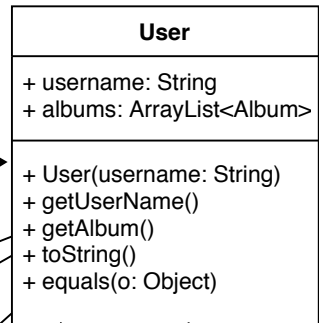 User
+ username: String
+ albums: ArrayList<Album>
+ User(username: String)
+ getUserName()
+ getAlbum()
+ toString()
+ equals(o: Object)